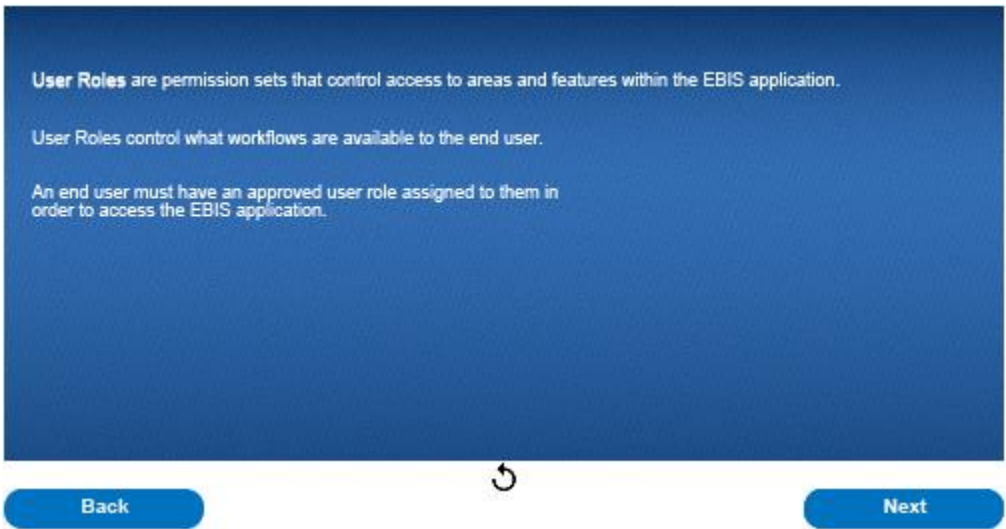 User Roles are permission sets that control access to areas and features within the EBIS application.
User Roles control what workflows are available to the end user.
An end user must have an approved user role assigned to them in
order to access the EBIS application.
Back
Next